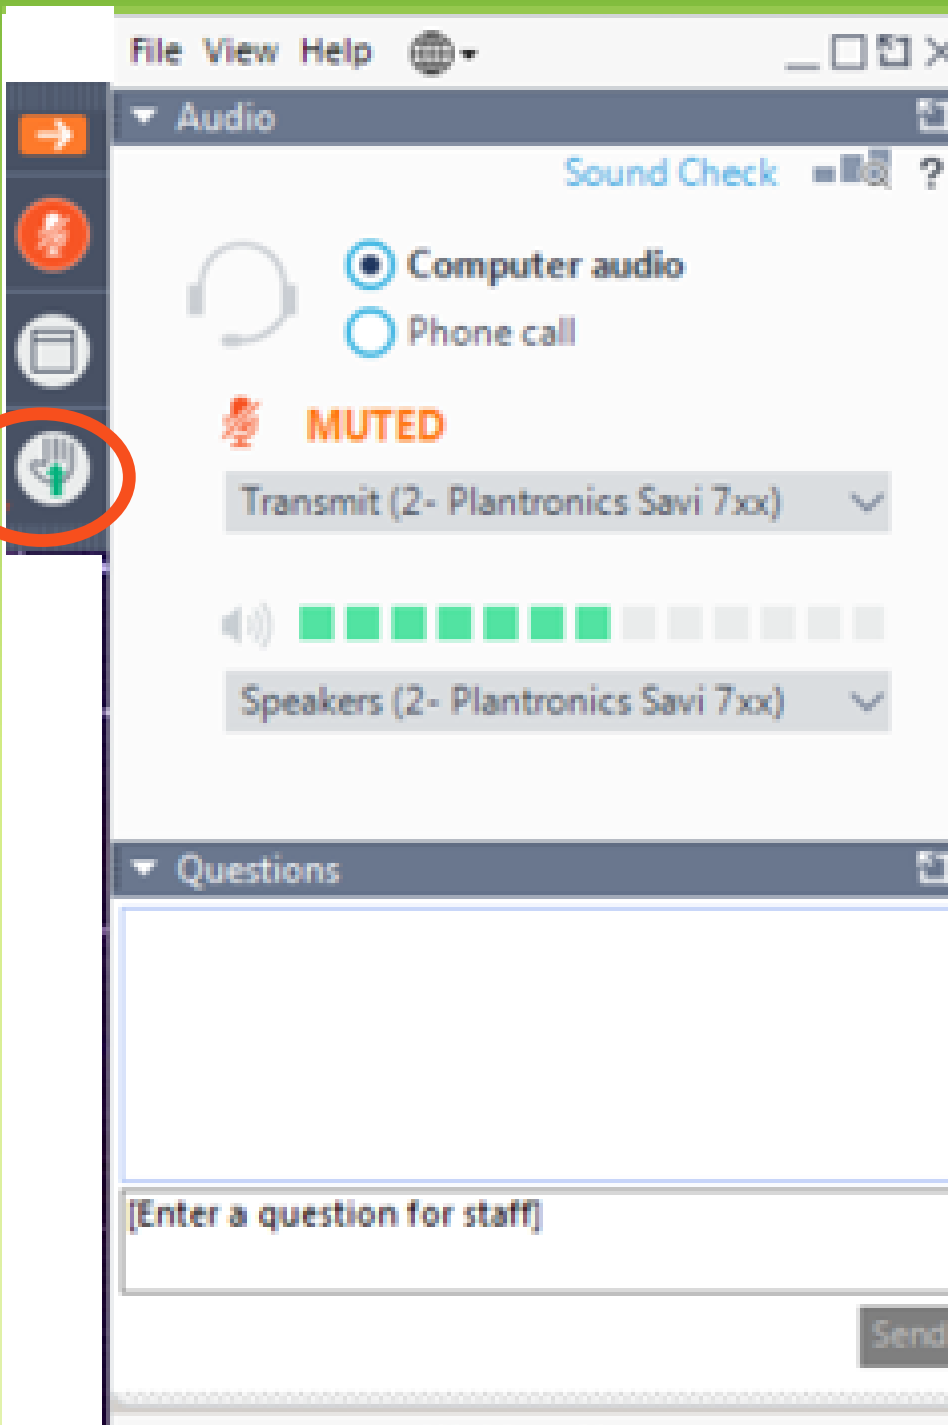 File View Help
Audio
Sound Check ?
Computer audio
Phone call
MUTED
Transmit (2- Plantronics Savi 7xx)
Speakers (2- Plantronics Savi 7xx)
Questions
[Enter a question for staff]
Send